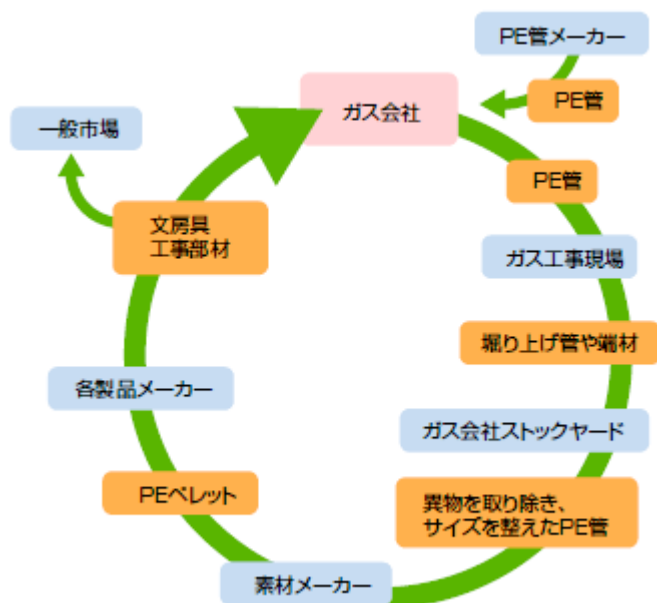 PE管メーカー
PE管
ガス会社
PE管
ガス工事現場
堀り上げ管や端材
ガス会社ストックヤード
異物を取り除き、
サイズを整えたPE管
素材メーカー
PEペレット
各製品メーカー
文房具
工事部材
一般市場